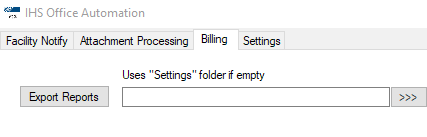 IHS Office Automation
Facility Notify Attachment Processing Billing Settings
Uses "Settings" folder if empty
Export Reports >>>